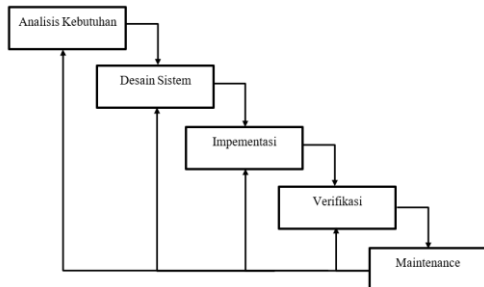 Analisis Kebutuhan
Desain Sistem
Impementasi
Verifikasi
Maintenance